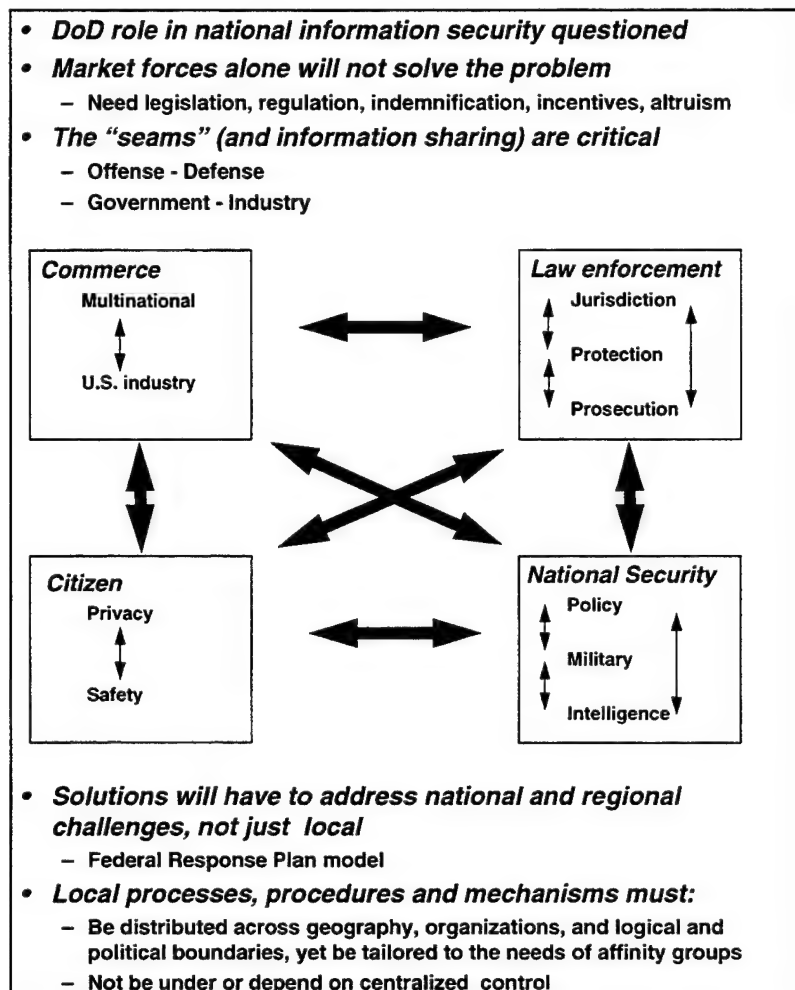 • DoD role in national information security questioned
• Market forces alone will not solve the problem
– Need legislation, regulation, indemnification, incentives, altruism
• The “seams” (and information sharing) are critical
– Offense - Defense
– Government - Industry
Commerce
Multinational
U.S. industry
Law enforcement
Jurisdiction
Protection
Prosecution
Citizen
Privacy
Safety
National Security
Policy
Military
Intelligence
• Solutions will have to address national and regional
challenges, not just local
– Federal Response Plan model
• Local processes, procedures and mechanisms must:
– Be distributed across geography, organizations, and logical and
political boundaries, yet be tailored to the needs of affinity groups
– Not be under or depend on centralized control